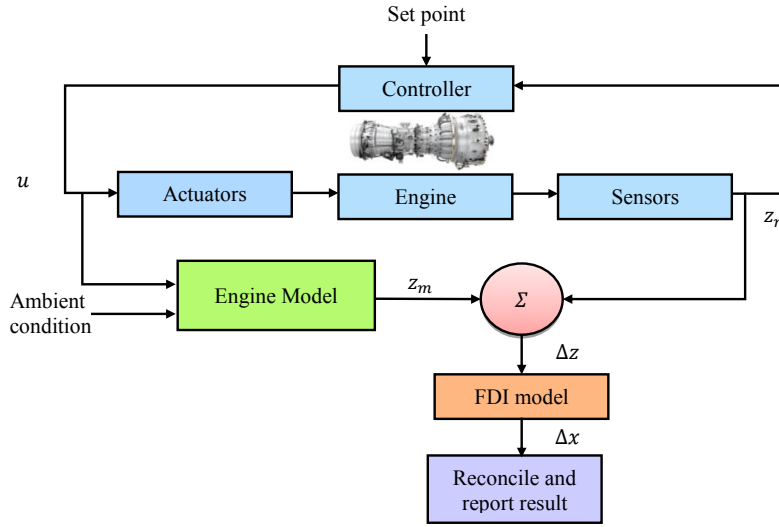 Set point
Controller
u
Actuators
Engine
Sensors
z_r
Engine Model
z_m
Σ
Ambient
condition
Δz
FDI model
Δx
Reconcile and
report result